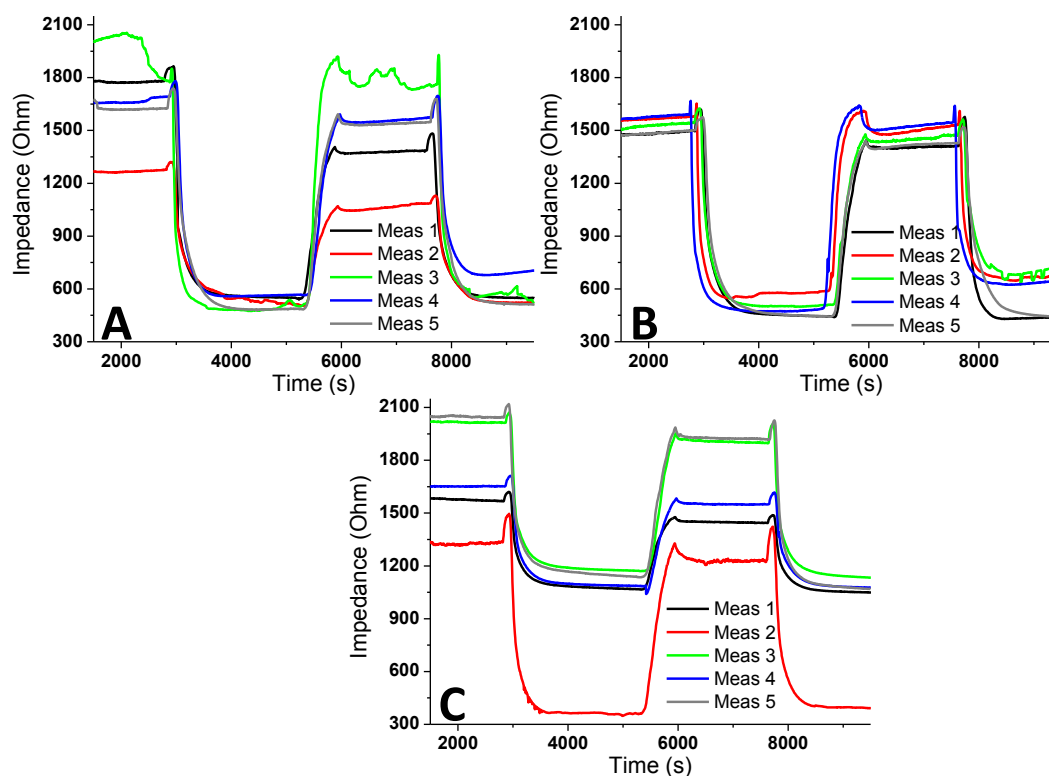 2100
1800
1500
1200
900
600
300
Impedance (Ohm)
Meas 1
Meas 2
Meas 3
Meas 4
Meas 5
A
2000 4000 6000 8000
Time (s)
2100
1800
1500
1200
900
600
300
Impedance (Ohm)
Meas 1
Meas 2
Meas 3
Meas 4
Meas 5
B
2000 4000 6000 8000
Time (s)
2100
1800
1500
1200
900
600
300
Impedance (Ohm)
Meas 1
Meas 2
Meas 3
Meas 4
Meas 5
C
2000 4000 6000 8000
Time (s)